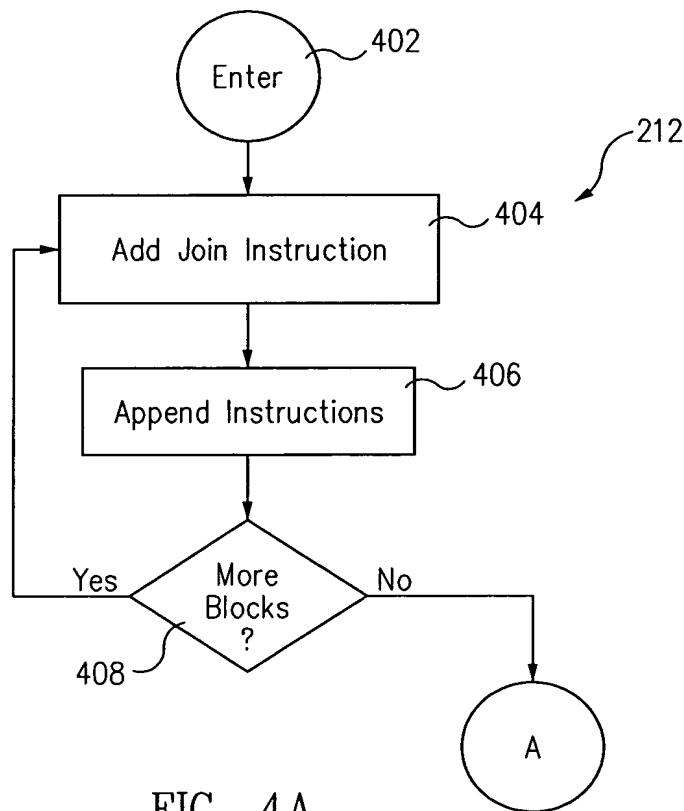 Enter
402
212
Add Join Instruction
404
Append Instructions
406
Yes
More
Blocks
?
No
408
A
FIG. 4A